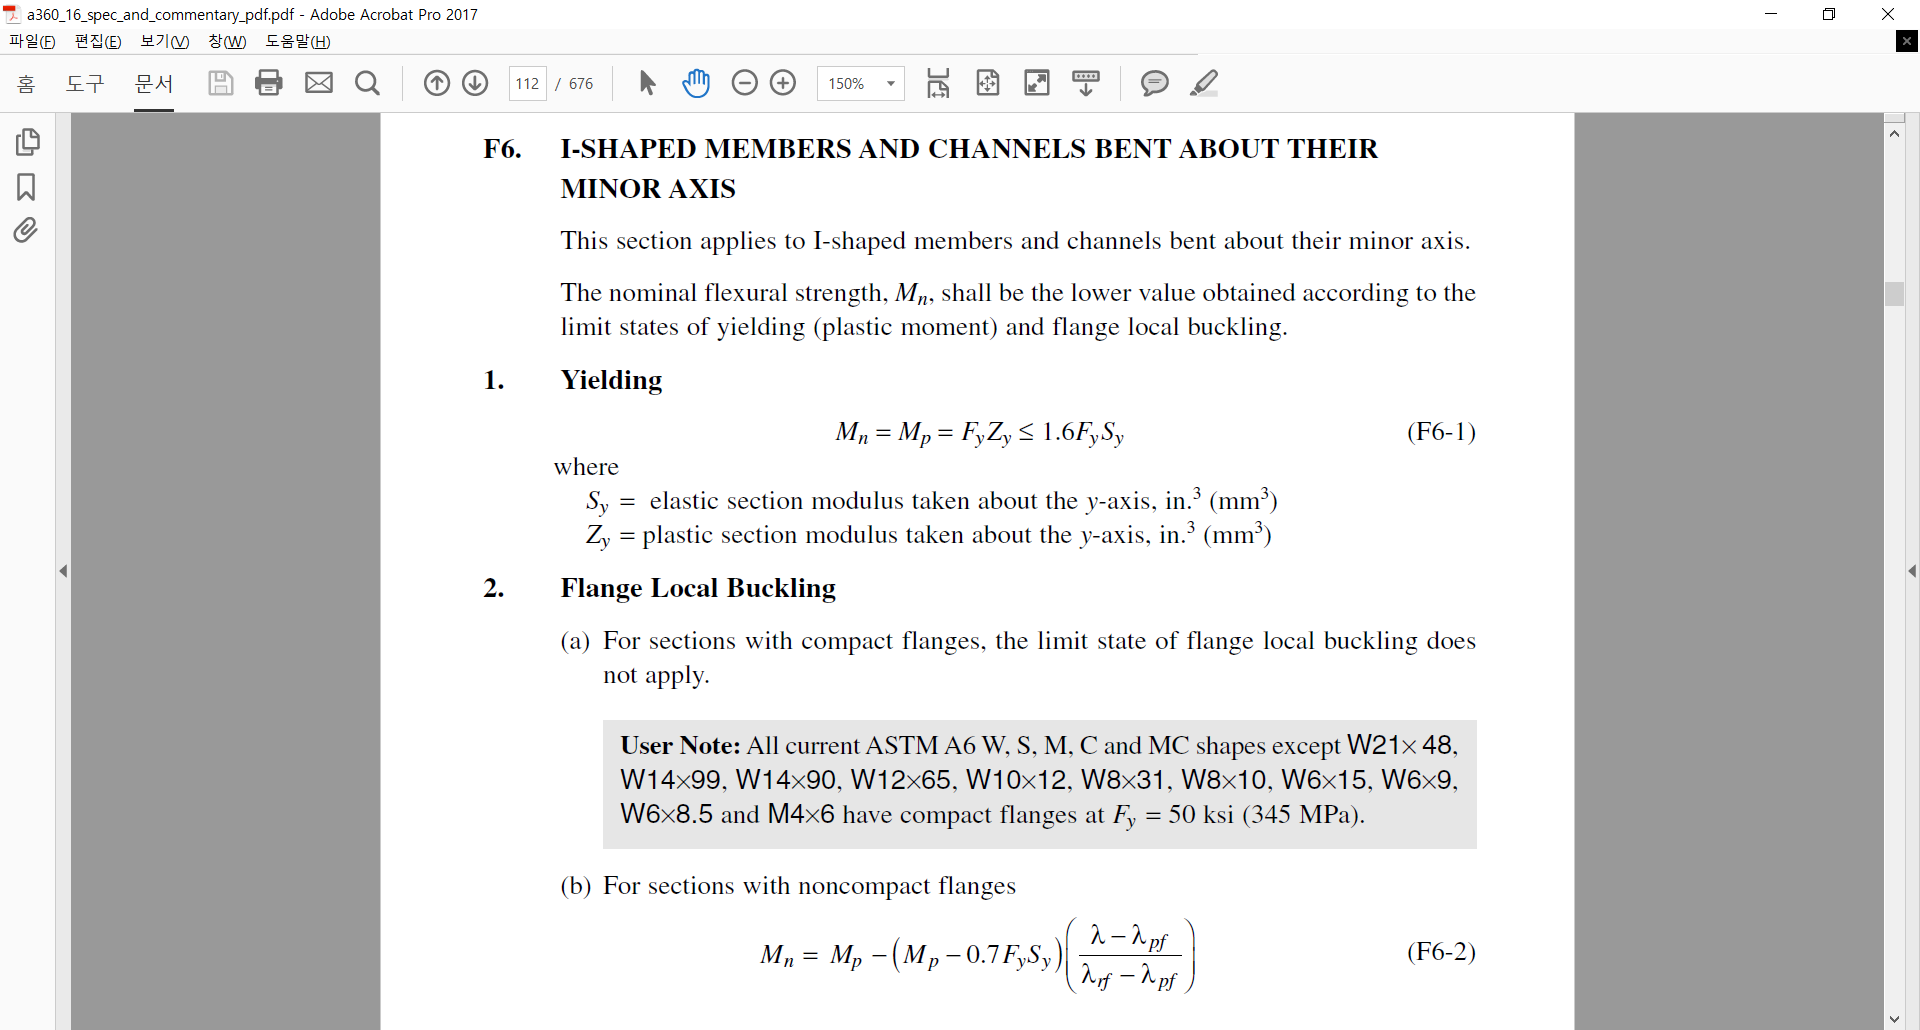 a360_16_spec_and_commentary_pdf.pdf - Adobe Acrobat Pro 2017
파일(F) 편집(E) 보기(V) 창(W) 도움말(H)
홈 도구 문서 112 / 676 150%
F6. I-SHAPED MEMBERS AND CHANNELS BENT ABOUT THEIR
MINOR AXIS
This section applies to I-shaped members and channels bent about their minor axis.
The nominal flexural strength, Mn, shall be the lower value obtained according to the
limit states of yielding (plastic moment) and flange local buckling.
1. Yielding
Mn = Mp = FyZy ≤ 1.6FySy (F6-1)
where
Sy = elastic section modulus taken about the y-axis, in.³ (mm³)
Zy = plastic section modulus taken about the y-axis, in.³ (mm³)
2. Flange Local Buckling
(a) For sections with compact flanges, the limit state of flange local buckling does
not apply.
User Note: All current ASTM A6 W, S, M, C and MC shapes except W21×48,
W14×99, W14×90, W12×65, W10×12, W8×31, W8×10, W6×15, W6×9,
W6×8.5 and M4×6 have compact flanges at Fy = 50 ksi (345 MPa).
(b) For sections with noncompact flanges
Mn = Mp − (Mp − 0.7FySy)((λ − λpf)/(λrf − λpf)) (F6-2)